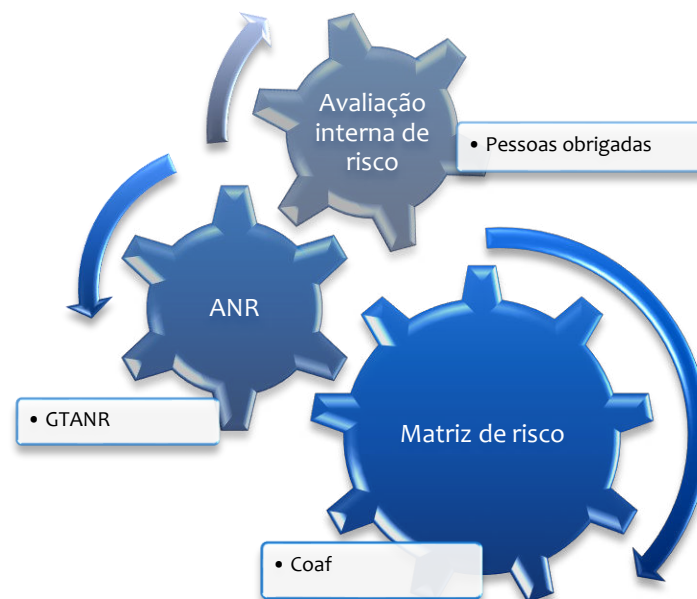 Avaliação
interna de
risco
• Pessoas obrigadas
ANR
• GTANR
Matriz de risco
• Coaf